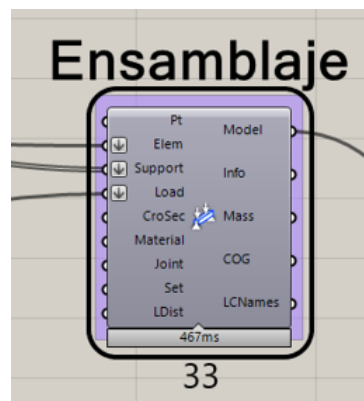 Ensamblaje
Pt
Elem
Support
Load
CroSec
Material
Joint
Set
LDist
Model
Info
Mass
COG
LCNames
467ms
33